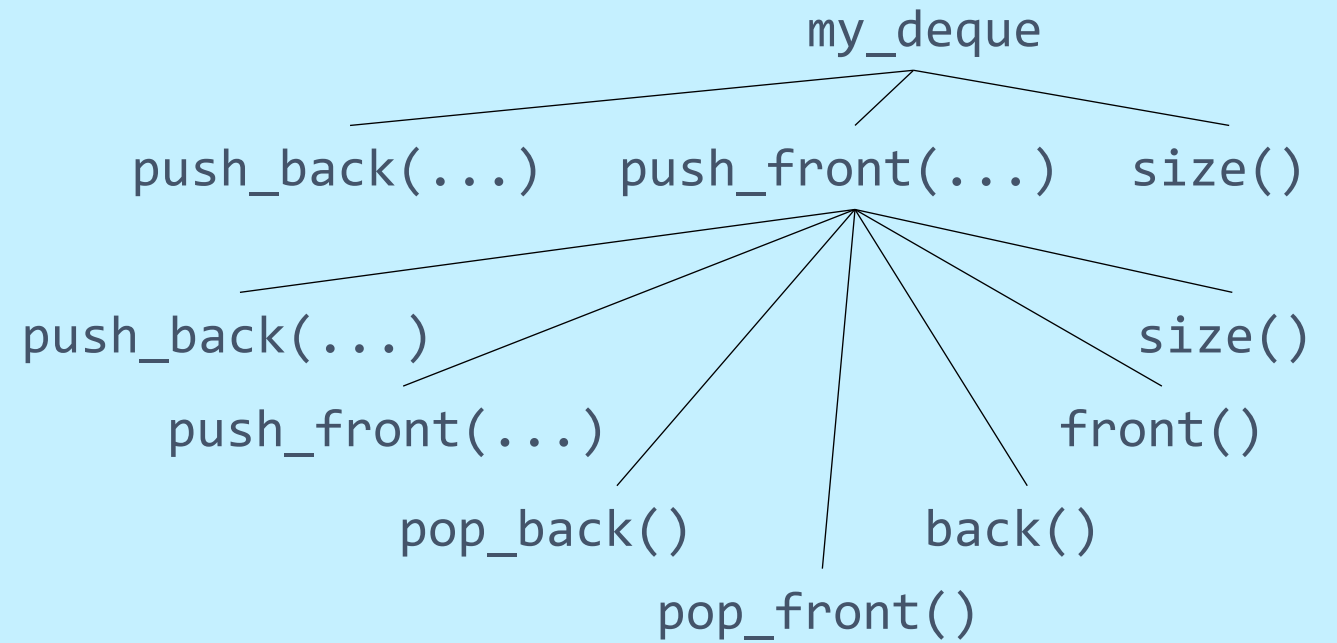 my_deque
push_back(...) push_front(...) size()
push_back(...) size()
push_front(...) front()
pop_back() back()
pop_front()